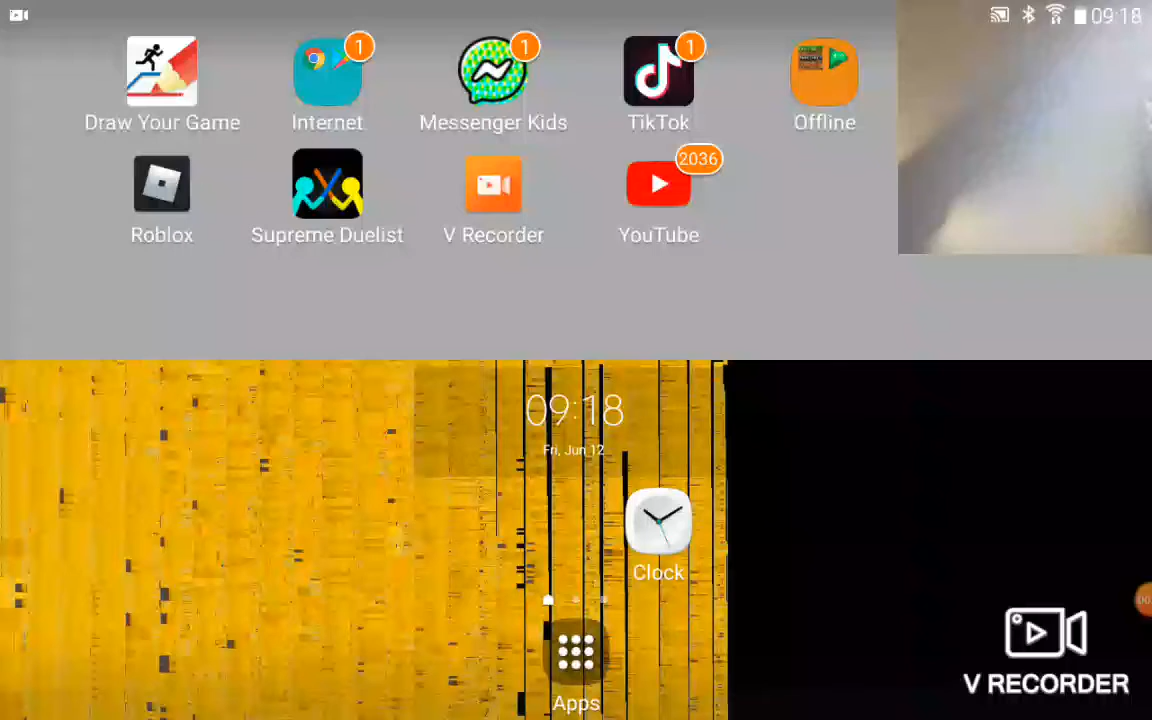 09:18
1
1
1
Draw Your Game
Internet
Messenger Kids
TikTok
Offline
2036
Roblox
Supreme Duelist
V Recorder
YouTube
09:18
Fri, Jun 12
Clock
00
V RECORDER
Apps